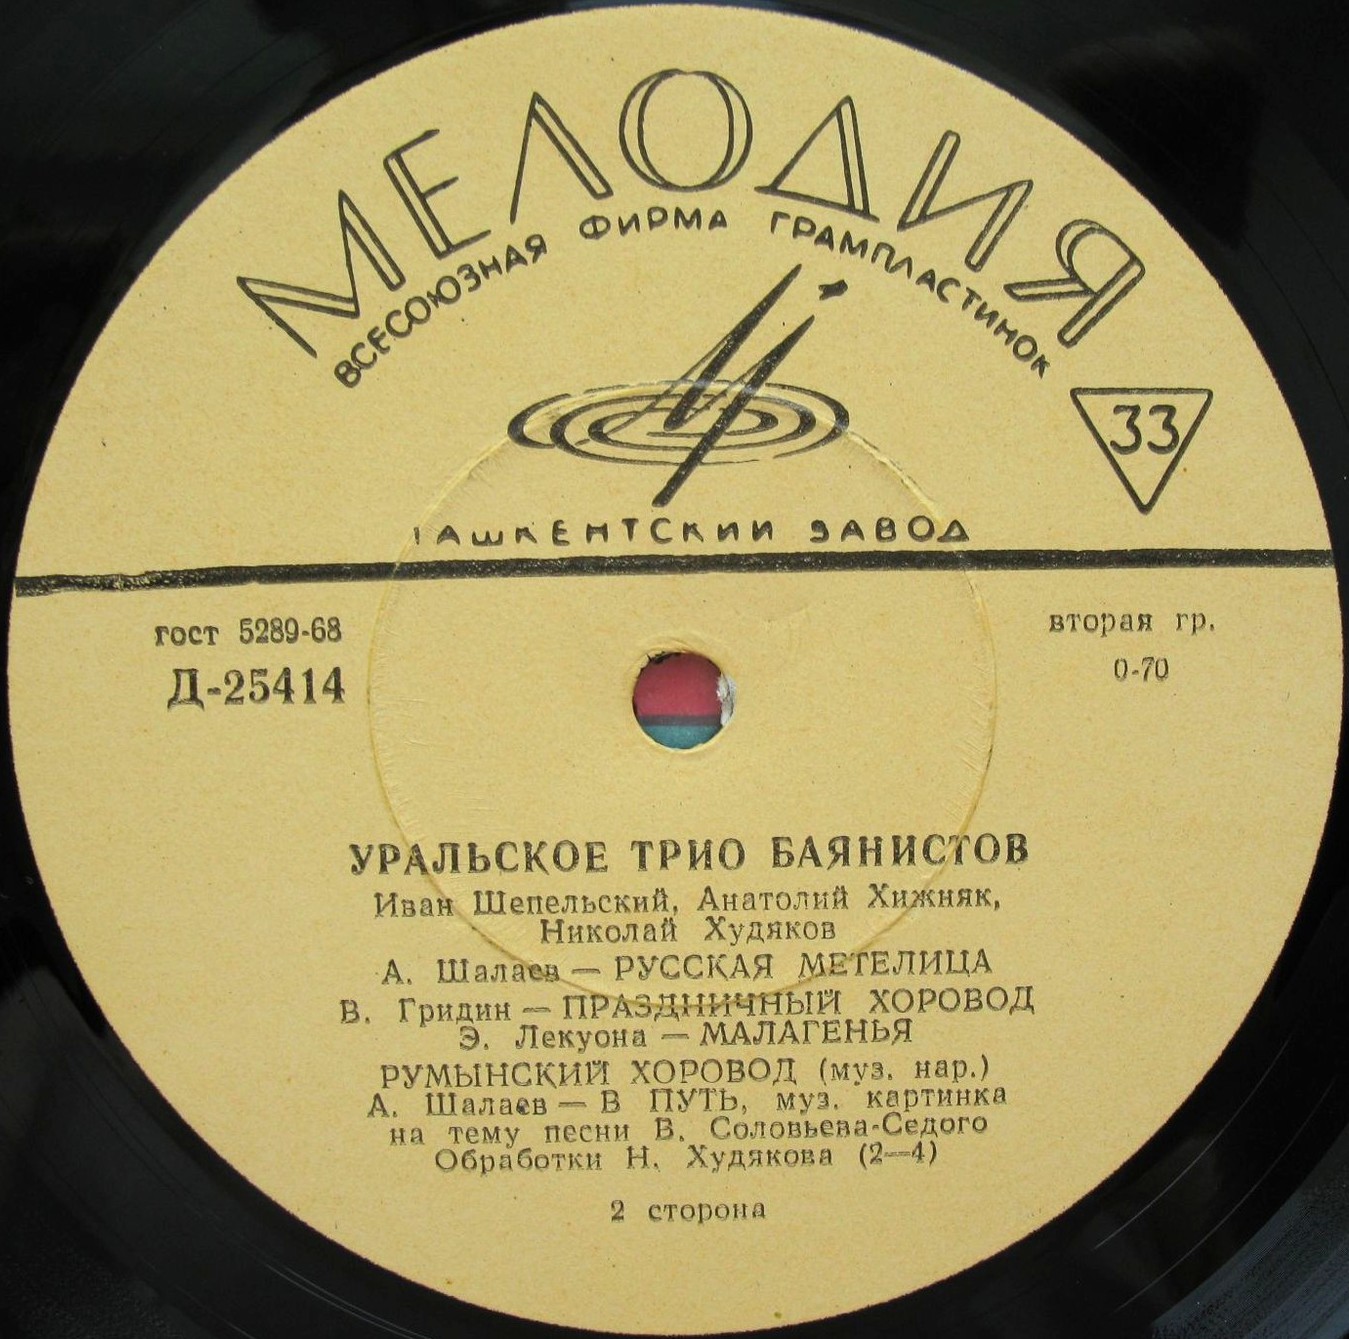 МЕЛОДИЯ
ВСЕСОЮЗНАЯ ФИРМА ГРАМПЛАСТИНОК
33
ТАШКЕНТСКИЙ ЗАВОД
гост 5289-68
вторая гр.
Д-25414
0-70
УРАЛЬСКОЕ ТРИО БАЯНИСТОВ
Иван Шепельский, Анатолий Хижняк,
Николай Худяков
А. Шалаев — РУССКАЯ МЕТЕЛИЦА
В. Гридин — ПРАЗДНИЧНЫЙ ХОРОВОД
Э. Лекуона — МАЛАГЕНЬЯ
РУМЫНСКИЙ ХОРОВОД (муз. нар.)
А. Шалаев — В ПУТЬ, муз. картинка
на тему песни В. Соловьева-Седого
Обработки Н. Худякова (2—4)
2 сторона